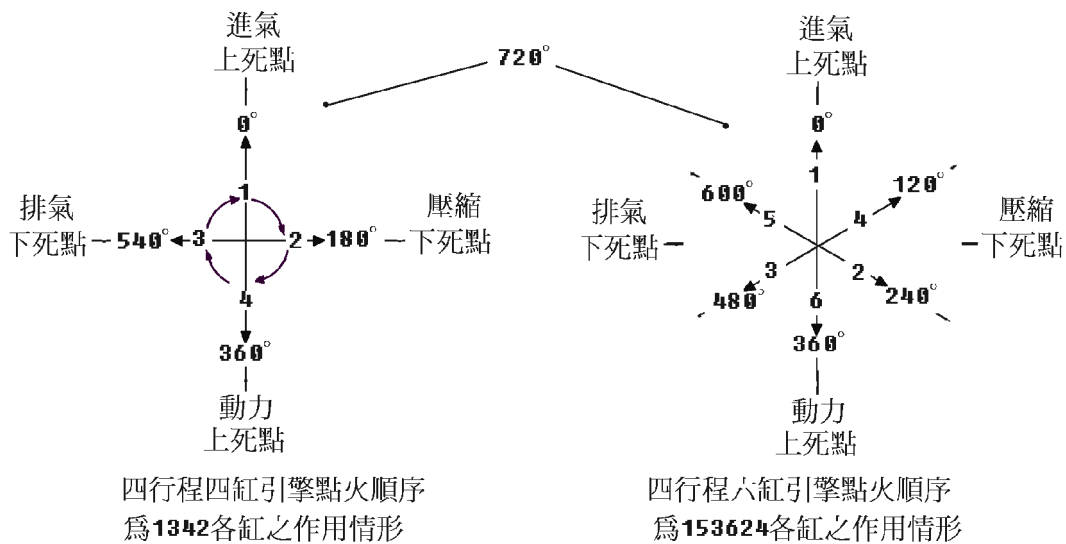 進氣
上死點
720°
進氣
上死點
0°
1
排氣
下死點
540°
3
2
180°
壓縮
下死點
4
360°
動力
上死點
0°
1
600°
5
4
120°
排氣
下死點
壓縮
下死點
3
2
480°
6
240°
360°
動力
上死點
四行程四缸引擎點火順序
爲1342各缸之作用情形
四行程六缸引擎點火順序
爲153624各缸之作用情形